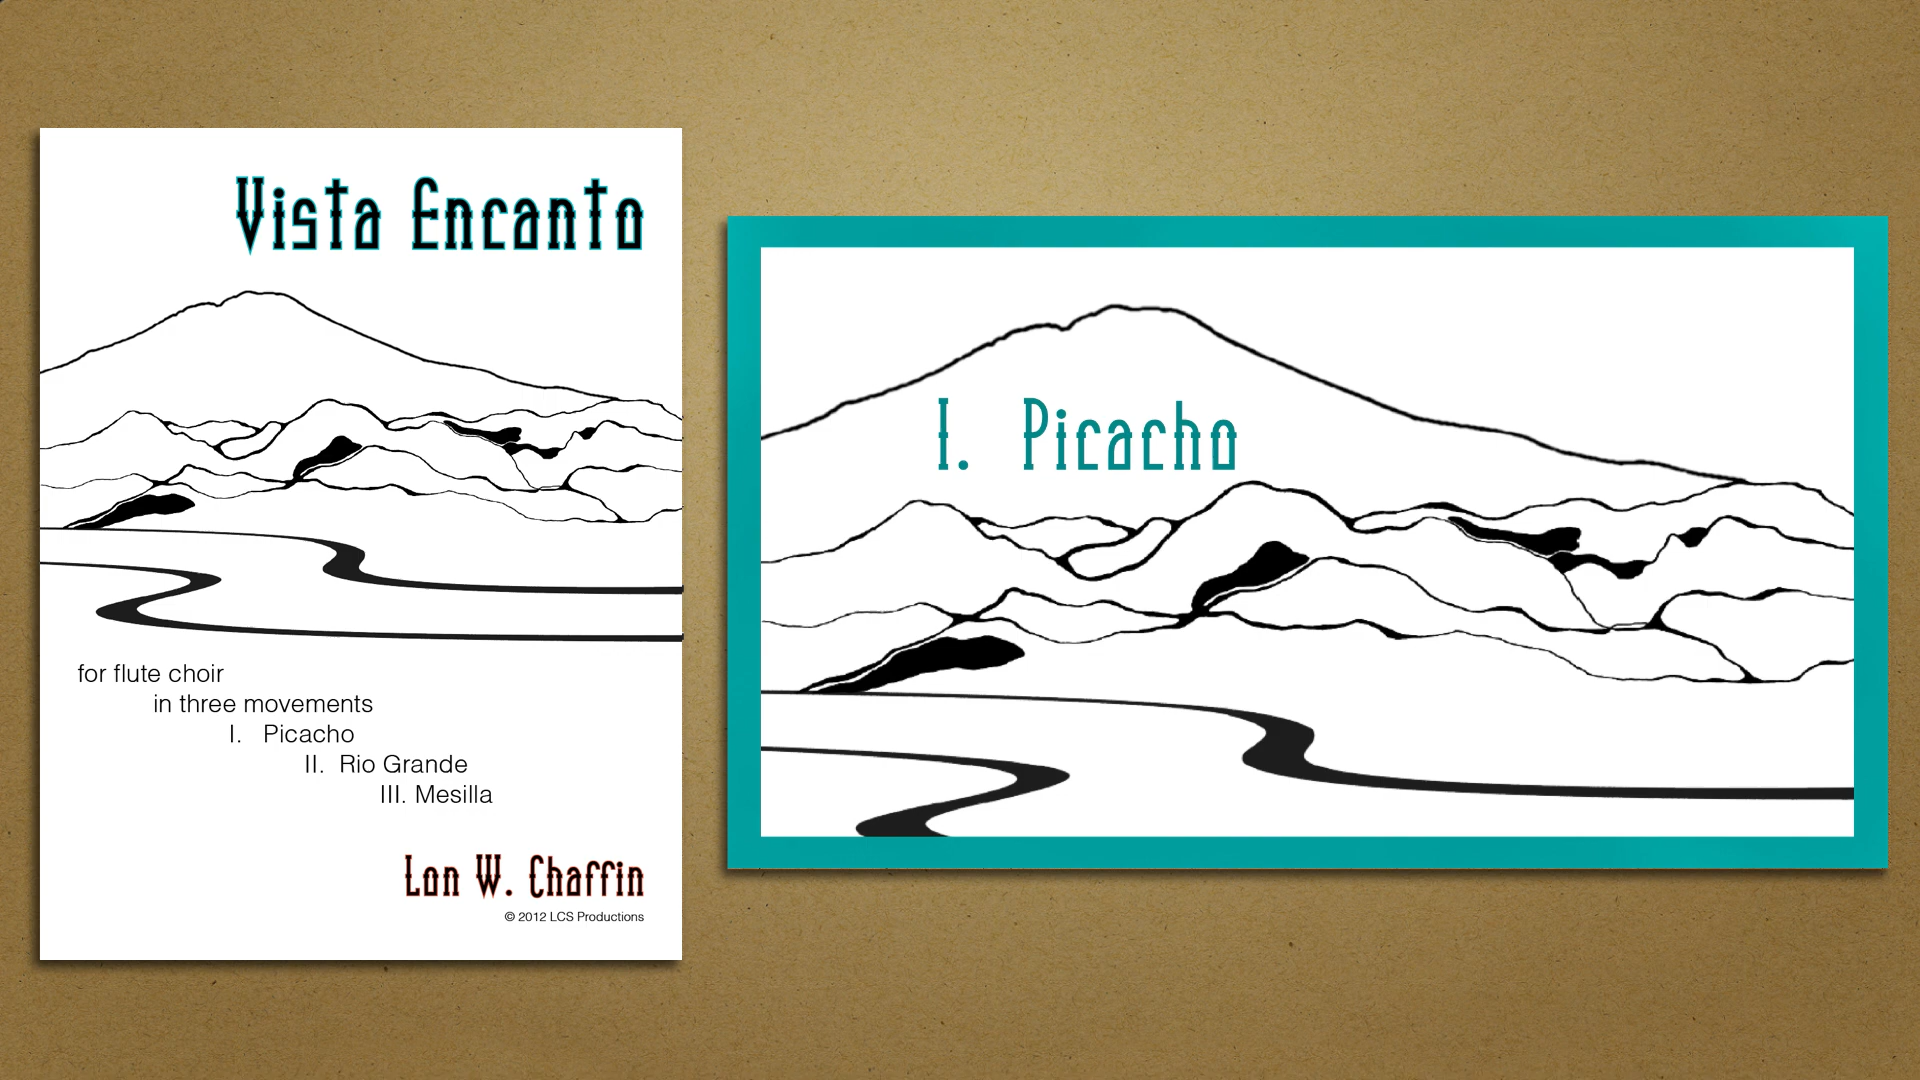 Vista Encanto
for flute choir
in three movements
I. Picacho
II. Rio Grande
III. Mesilla
Lon W. Chaffin
© 2012 LCS Productions
I. Picacho